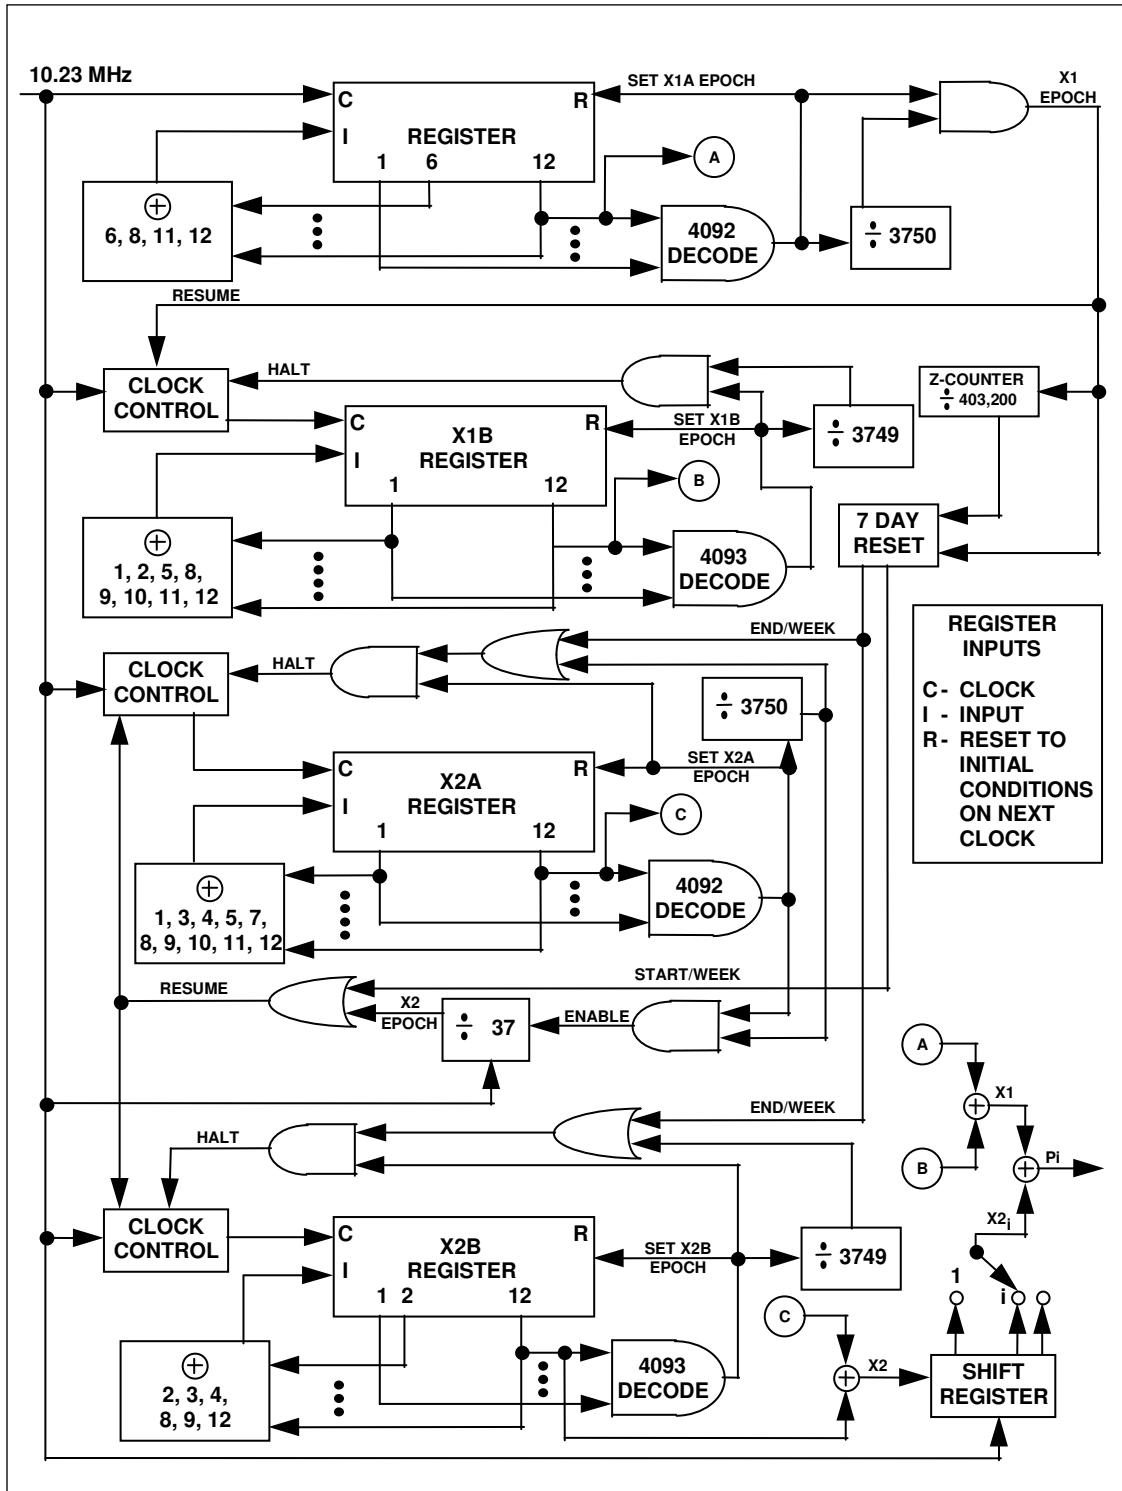 10.23 MHz
C
R
SET X1A EPOCH
X1
EPOCH
I
REGISTER
1 6 12
A
6, 8, 11, 12
4092
DECODE
÷ 3750
RESUME
CLOCK
CONTROL
HALT
Z-COUNTER
÷ 403,200
C
R
SET X1B
EPOCH
÷ 3749
X1B
REGISTER
I
1 12
B
7 DAY
RESET
1, 2, 5, 8,
9, 10, 11, 12
4093
DECODE
END/WEEK
REGISTER
INPUTS
C - CLOCK
I - INPUT
R - RESET TO
INITIAL
CONDITIONS
ON NEXT
CLOCK
CLOCK
CONTROL
HALT
÷ 3750
C
R
SET X2A
EPOCH
X2A
REGISTER
I
1 12
C
1, 3, 4, 5, 7,
8, 9, 10, 11, 12
4092
DECODE
START/WEEK
RESUME
X2
EPOCH
÷ 37
ENABLE
A
X1
END/WEEK
HALT
B
Pi
CLOCK
CONTROL
C
R
X2B
REGISTER
SET X2B
EPOCH
÷ 3749
X2i
I
1 2 12
1
i
C
2, 3, 4,
8, 9, 12
4093
DECODE
X2
SHIFT
REGISTER